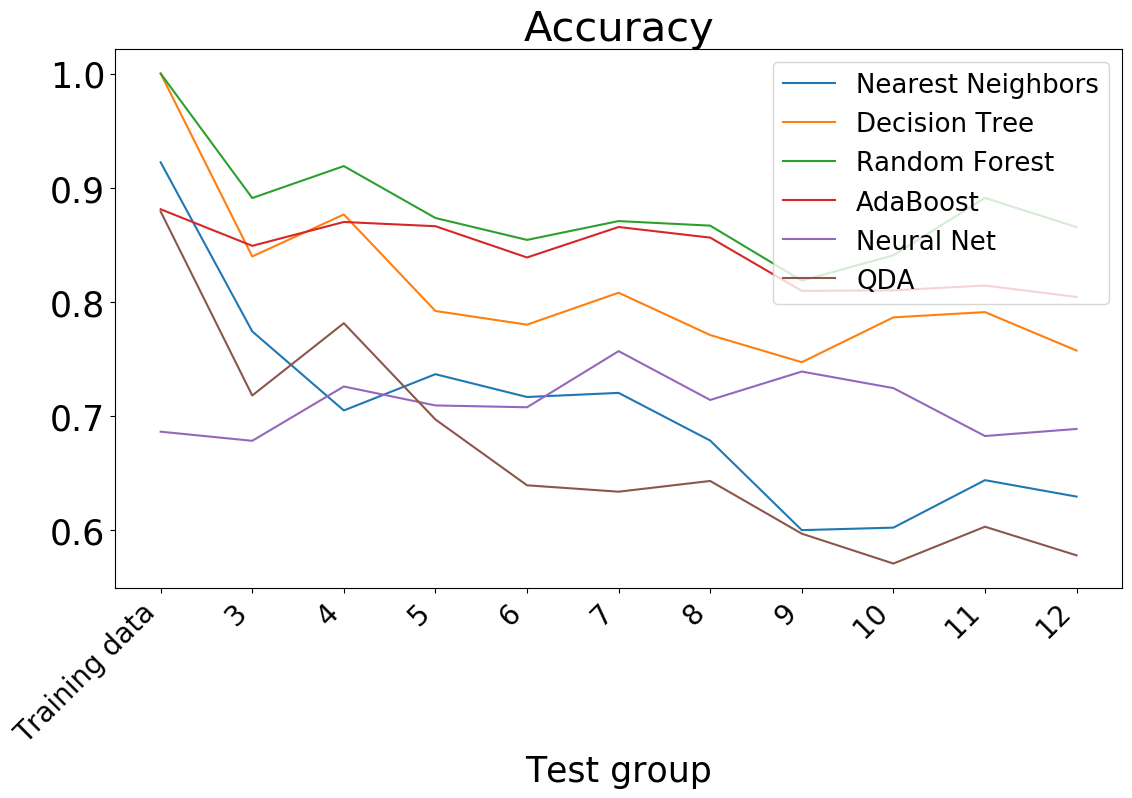 Accuracy
1.0
0.9
0.8
0.7
0.6
Nearest Neighbors
Decision Tree
Random Forest
AdaBoost
Neural Net
QDA
Training data
3
4
5
6
7
8
9
10
11
12
Test group